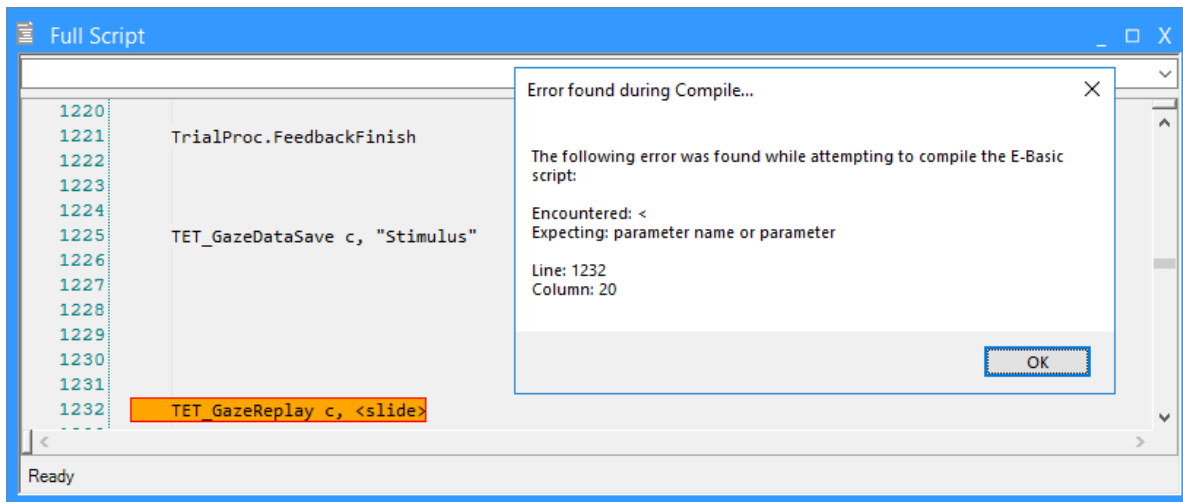 Full Script
Error found during Compile...
The following error was found while attempting to compile the E-Basic
script:
Encountered: <
Expecting: parameter name or parameter
Line: 1232
Column: 20
OK
1220
1221 TrialProc.FeedbackFinish
1222
1223
1224
1225 TET_GazeDataSave c, "Stimulus"
1226
1227
1228
1229
1230
1231
1232 TET_GazeReplay c, <slide>
Ready